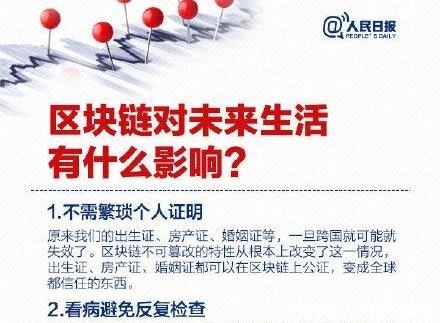 @人民日报
PEOPLE'S DAILY
区块链对未来生活
有什么影响?
1.不需繁琐个人证明
原来我们的出生证、房产证、婚姻证等，一旦跨国就可能就
失效了。区块链不可篡改的特性从根本上改变了这一情况，
出生证、房产证、婚姻证都可以在区块链上公证，变成全球
都信任的东西。
2.看病避免反复检查